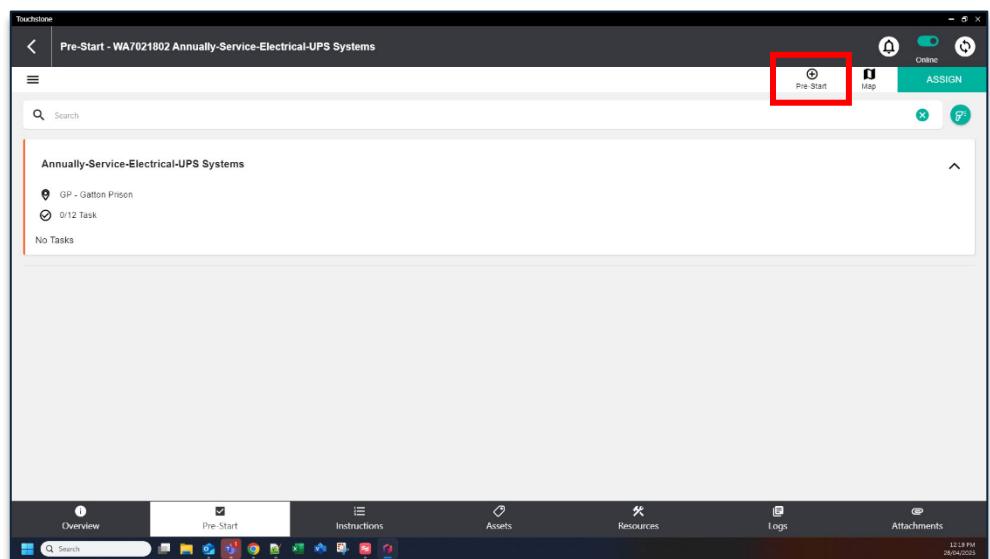 Touchstone
Pre-Start - WA7021802 Annually-Service-Electrical-UPS Systems
Online
Pre-Start
Map
ASSIGN
Search
Annually-Service-Electrical-UPS Systems
GP - Gatton Prison
0/12 Task
No Tasks
Overview
Pre-Start
Instructions
Assets
Resources
Logs
Attachments
Search
12:19 PM
28/04/2025